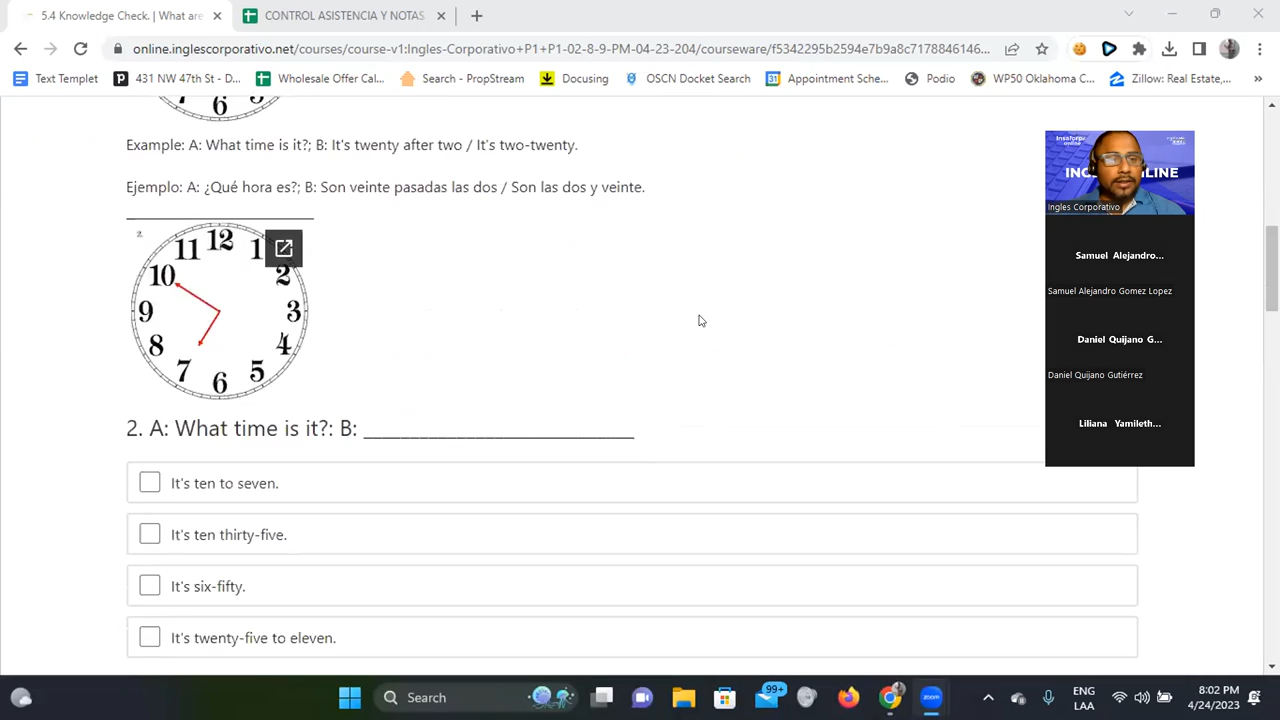 5.4 Knowledge Check. | What are
CONTROL ASISTENCIA Y NOTAS
online.inglescorporativo.net/courses/course-v1:Ingles-Corporativo+P1+P1-02-8-9-PM-04-23-204/courseware/f5342295b2594e7b9a8c7178846146...
Text Templet
431 NW 47th St - D...
Wholesale Offer Cal...
Search - PropStream
Docusing
OSCN Docket Search
Appointment Sche...
Podio
WP50 Oklahoma C...
Zillow: Real Estate,...
»
7 6 5
Example: A: What time is it?; B: It's twenty after two / It's two-twenty.
Ejemplo: A: ¿Qué hora es?; B: Son veinte pasadas las dos / Son las dos y veinte.
2.
11 12 1
10 2
9 3
8 4
7 6 5
2. A: What time is it?: B: ___________________________
It's ten to seven.
It's ten thirty-five.
It's six-fifty.
It's twenty-five to eleven.
Ingles Corporativo
Samuel Alejandro...
Samuel Alejandro Gomez Lopez
Daniel Quijano G...
Daniel Quijano Gutiérrez
Liliana Yamileth...
Search
99+
zoom
ENG
LAA
8:02 PM
4/24/2023